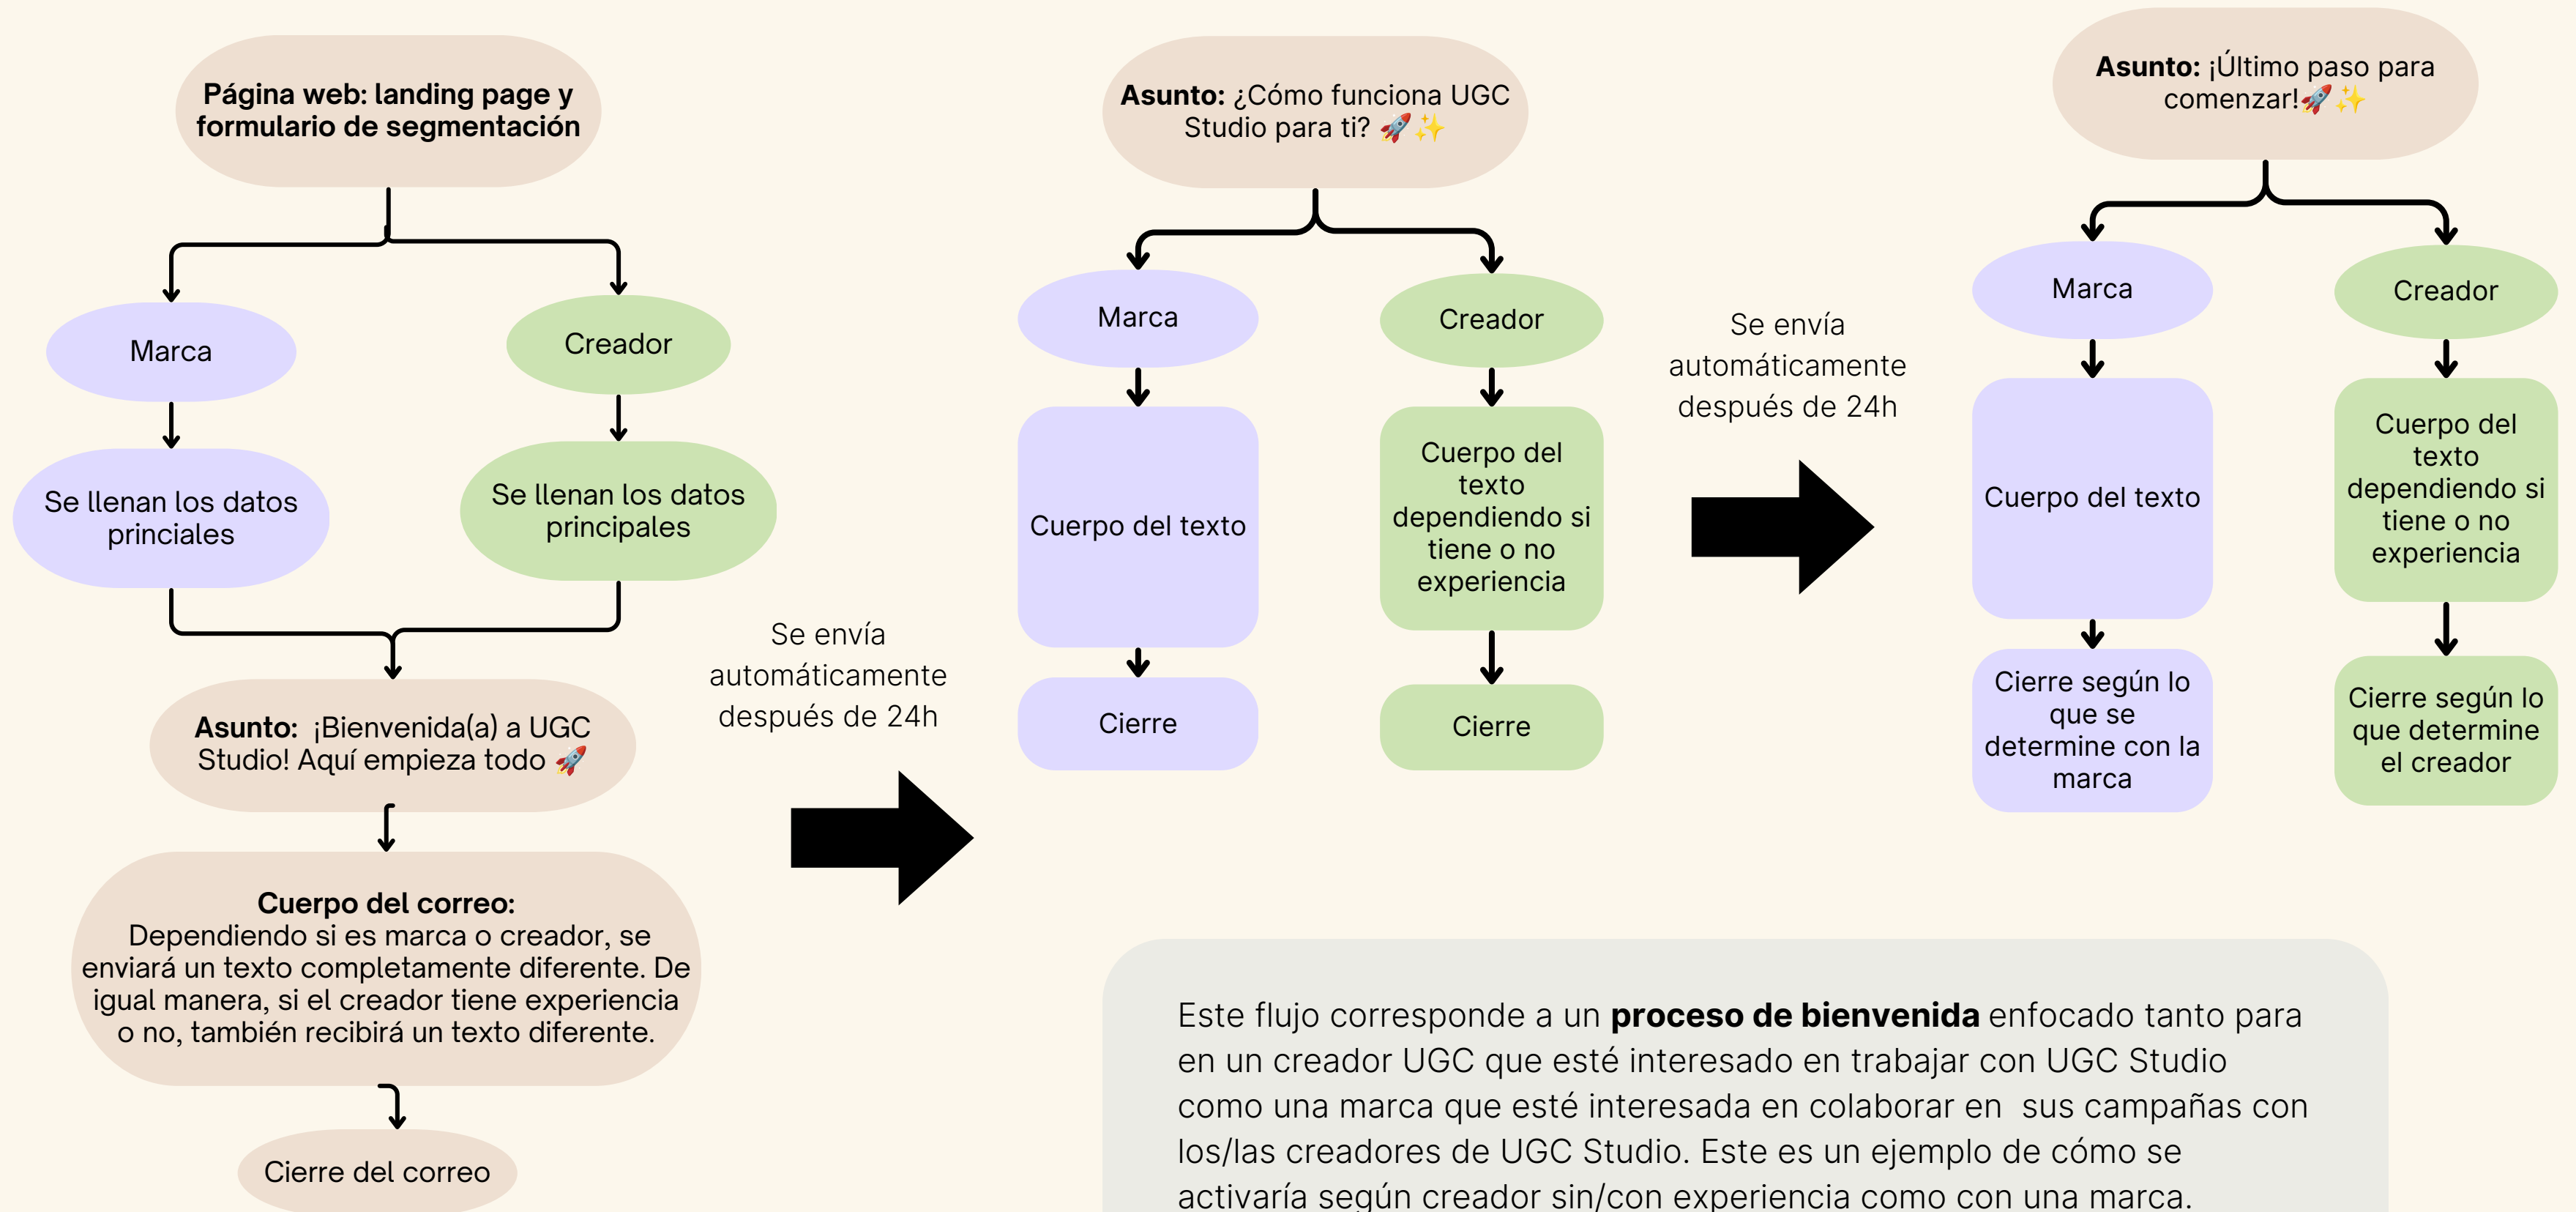 Página web: landing page y
formulario de segmentación
Marca
Creador
Se llenan los datos
princiales
Se llenan los datos
principales
Asunto: ¡Bienvenida(a) a UGC
Studio! Aquí empieza todo 🚀
Cuerpo del correo:
Dependiendo si es marca o creador, se
enviará un texto completamente diferente. De
igual manera, si el creador tiene experiencia
o no, también recibirá un texto diferente.
Cierre del correo
Se envía
automáticamente
después de 24h
Asunto: ¿Cómo funciona UGC
Studio para ti? 🚀✨
Marca
Creador
Cuerpo del texto
Cuerpo del
texto
dependiendo si
tiene o no
experiencia
Cierre
Cierre
Se envía
automáticamente
después de 24h
Asunto: ¡Último paso para
comenzar!🚀✨
Marca
Creador
Cuerpo del texto
Cuerpo del
texto
dependiendo si
tiene o no
experiencia
Cierre según lo
que se
determine con la
marca
Cierre según lo
que determine
el creador
Este flujo corresponde a un proceso de bienvenida enfocado tanto para
en un creador UGC que esté interesado en trabajar con UGC Studio
como una marca que esté interesada en colaborar en  sus campañas con
los/las creadores de UGC Studio. Este es un ejemplo de cómo se
activaría según creador sin/con experiencia como con una marca.